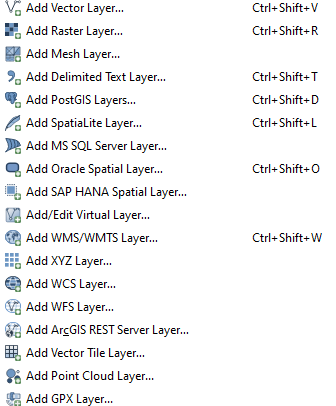 Add Vector Layer... Ctrl+Shift+V
Add Raster Layer... Ctrl+Shift+R
Add Mesh Layer...
Add Delimited Text Layer... Ctrl+Shift+T
Add PostGIS Layers... Ctrl+Shift+D
Add SpatiaLite Layer... Ctrl+Shift+L
Add MS SQL Server Layer...
Add Oracle Spatial Layer... Ctrl+Shift+O
Add SAP HANA Spatial Layer...
Add/Edit Virtual Layer...
Add WMS/WMTS Layer... Ctrl+Shift+W
Add XYZ Layer...
Add WCS Layer...
Add WFS Layer...
Add ArcGIS REST Server Layer...
Add Vector Tile Layer...
Add Point Cloud Layer...
Add GPX Layer...